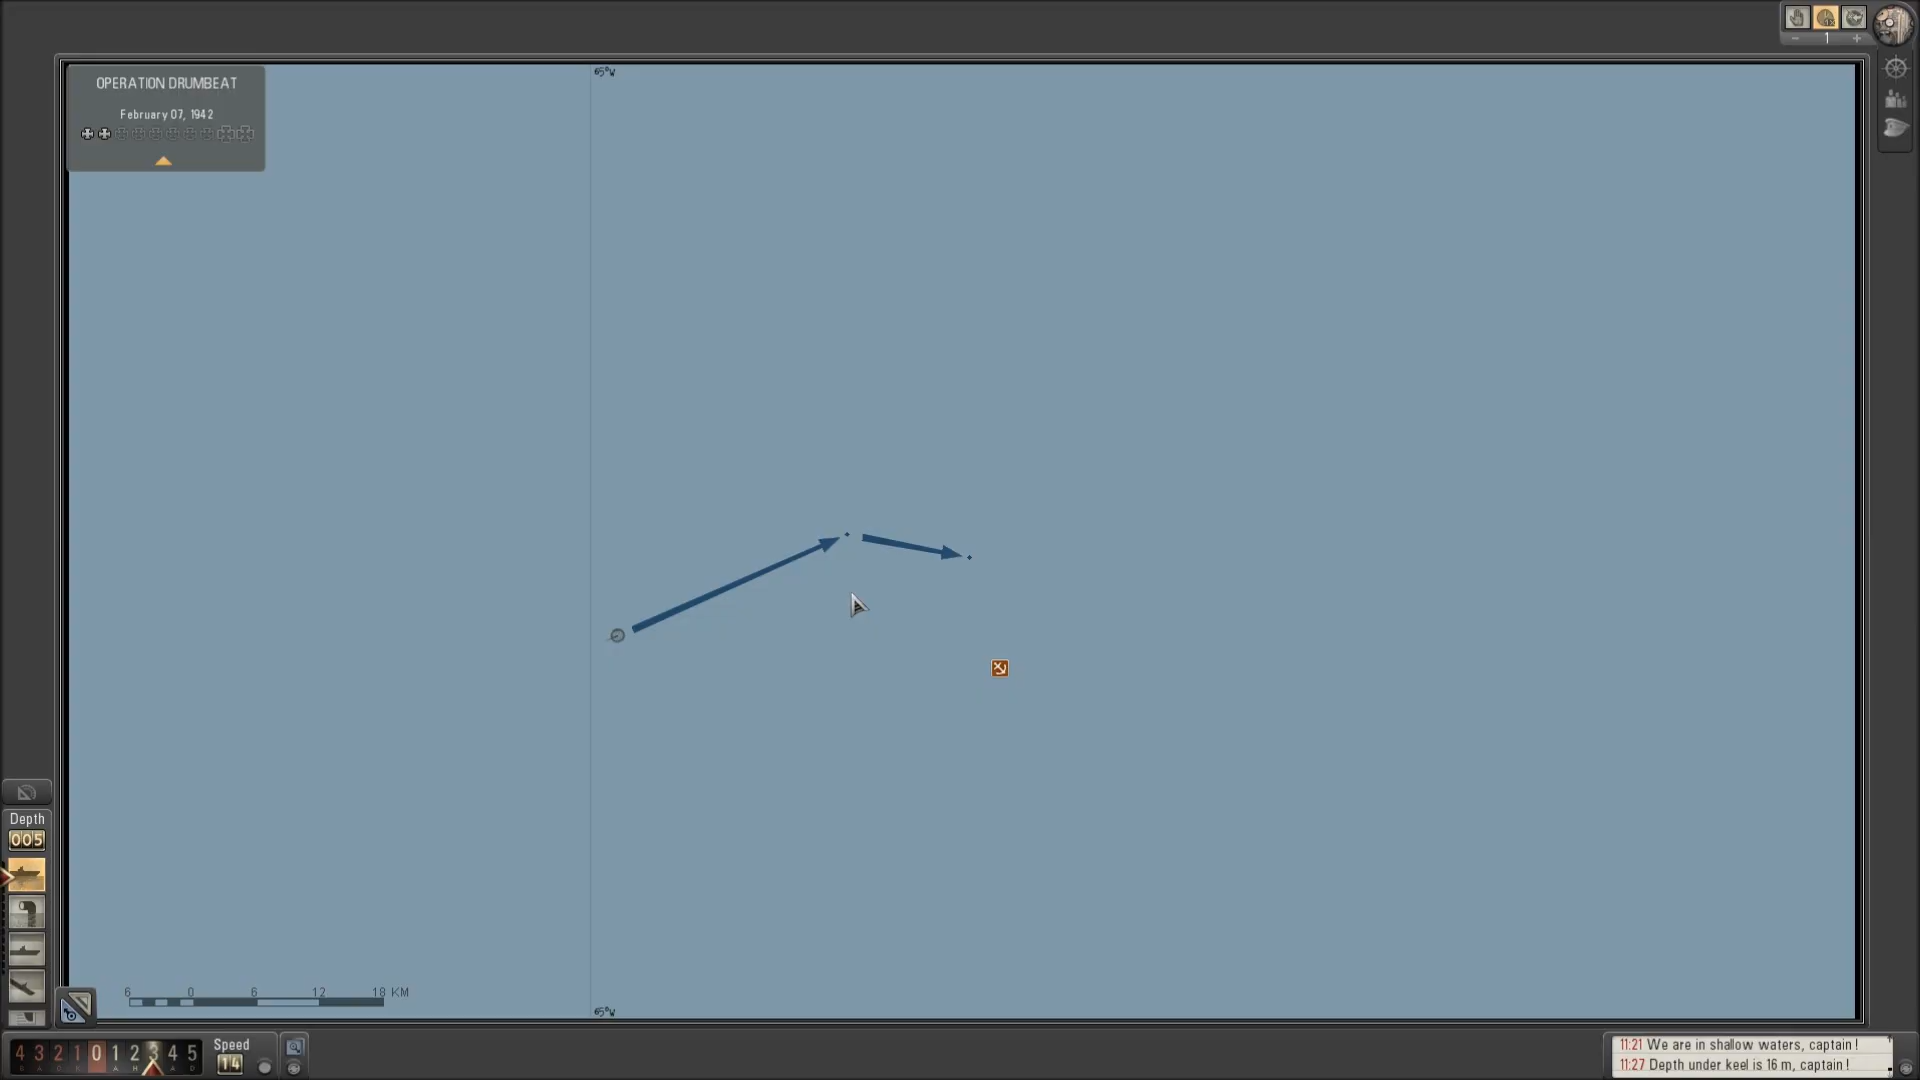 1
65°W
OPERATION DRUMBEAT
February 07, 1942
Depth
005
6 0 6 12 18 KM
65°W
4 3 2 1 0 1 2 3 4 5
Speed
14
11:21 We are in shallow waters, captain !
11:27 Depth under keel is 16 m, captain !